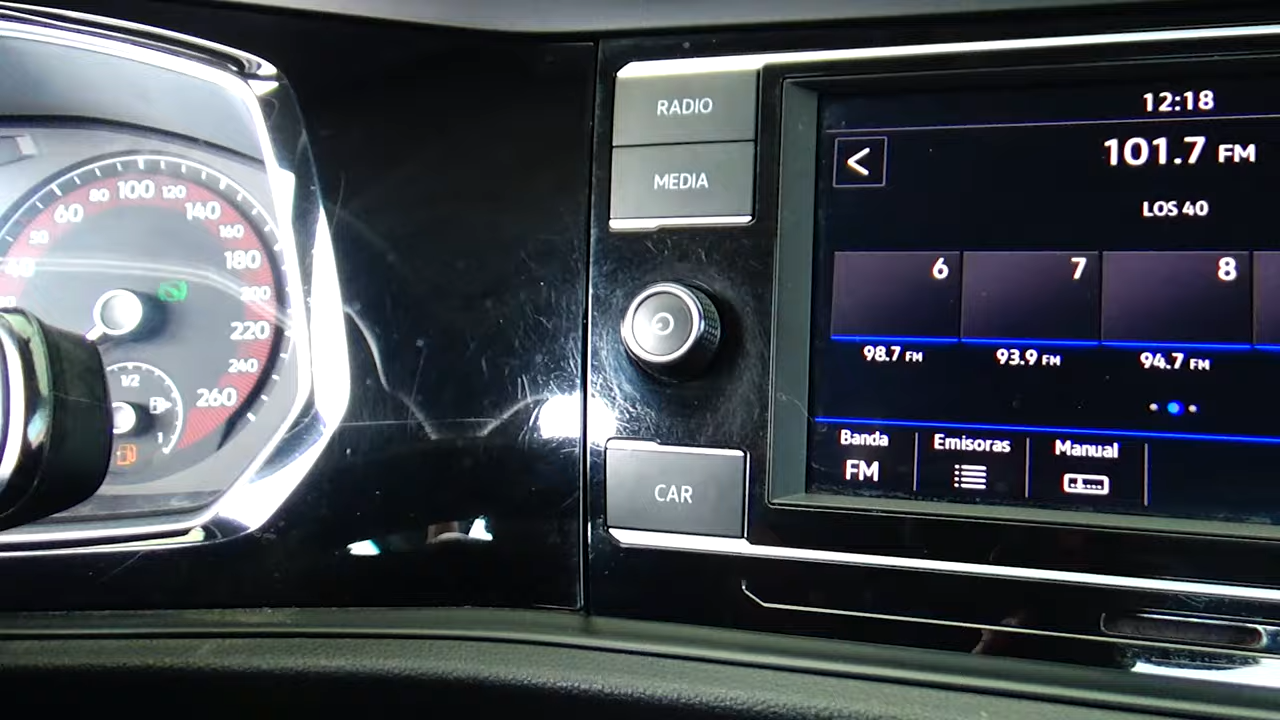 RADIO
MEDIA
CAR
12:18
<
101.7 FM
LOS 40
6 7 8
98.7 FM 93.9 FM 94.7 FM
Banda Emisoras Manual
FM
60 80 100 120 140
160
180
200
220
240
260
1/2
1